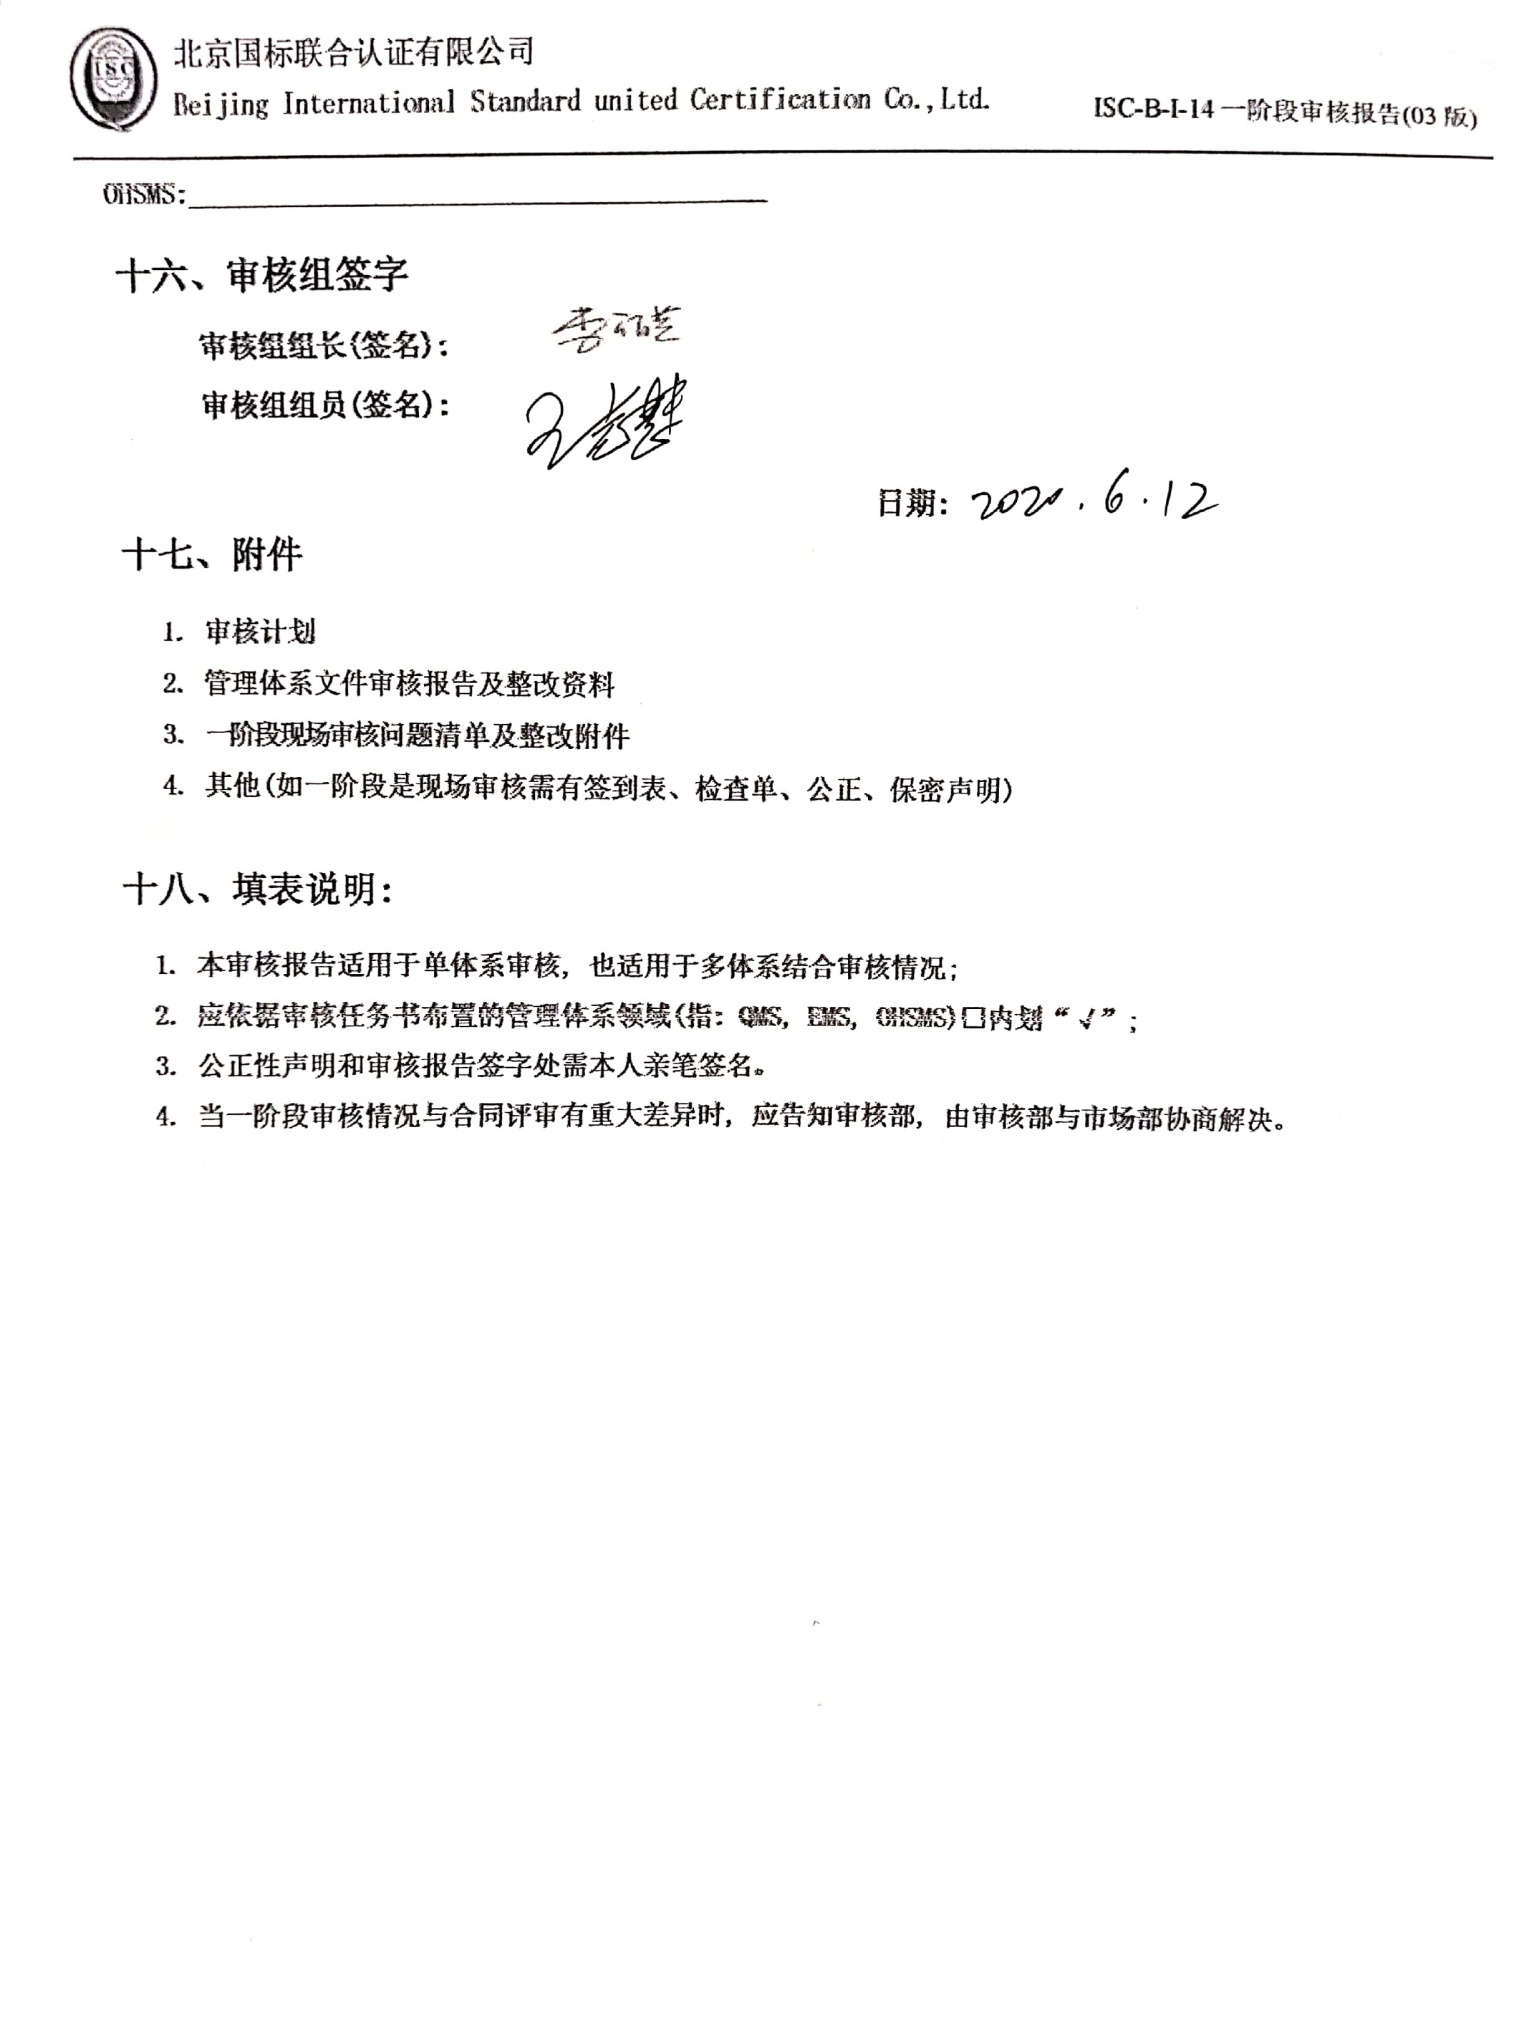 ISC
北京国标联合认证有限公司
Beijing International Standard united Certification Co.,Ltd.
ISC-B-I-14 一阶段审核报告(03 版)
OHSMS:
十六、审核组签字
审核组组长(签名):
审核组组员(签名):
日期: 2020.6.12
十七、附件
1. 审核计划
2. 管理体系文件审核报告及整改资料
3. 一阶段现场审核问题清单及整改附件
4. 其他(如一阶段是现场审核需有签到表、检查单、公正、保密声明)
十八、填表说明:
1. 本审核报告适用于单体系审核，也适用于多体系结合审核情况;
2. 应依据审核任务书布置的管理体系领域(指: QMS, EMS, OHSMS)□内划“√”;
3. 公正性声明和审核报告签字处需本人亲笔签名。
4. 当一阶段审核情况与合同评审有重大差异时，应告知审核部，由审核部与市场部协商解决。